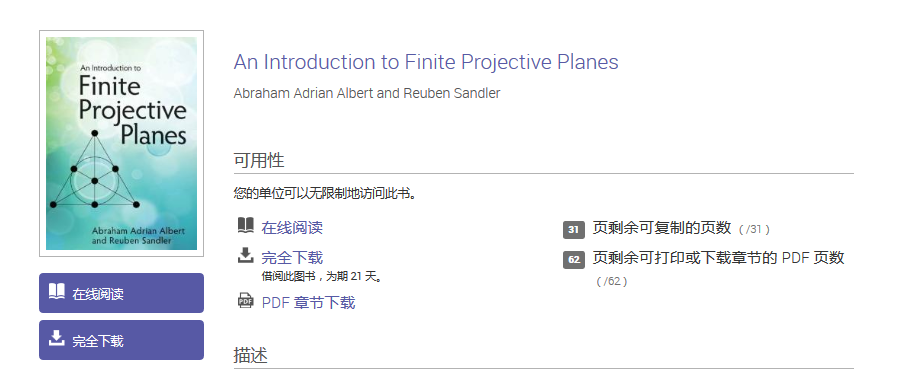 An Introduction to
Finite
Projective
Planes
Abraham Adrian Albert
and Reuben Sandler
在线阅读
完全下载
An Introduction to Finite Projective Planes
Abraham Adrian Albert and Reuben Sandler
可用性
您的单位可以无限制地访问此书。
在线阅读
完全下载
借阅此图书，为期 21 天。
PDF PDF 章节下载
31 页剩余可复制的页数 ( /31 )
62 页剩余可打印或下载章节的 PDF 页数
( /62 )
描述